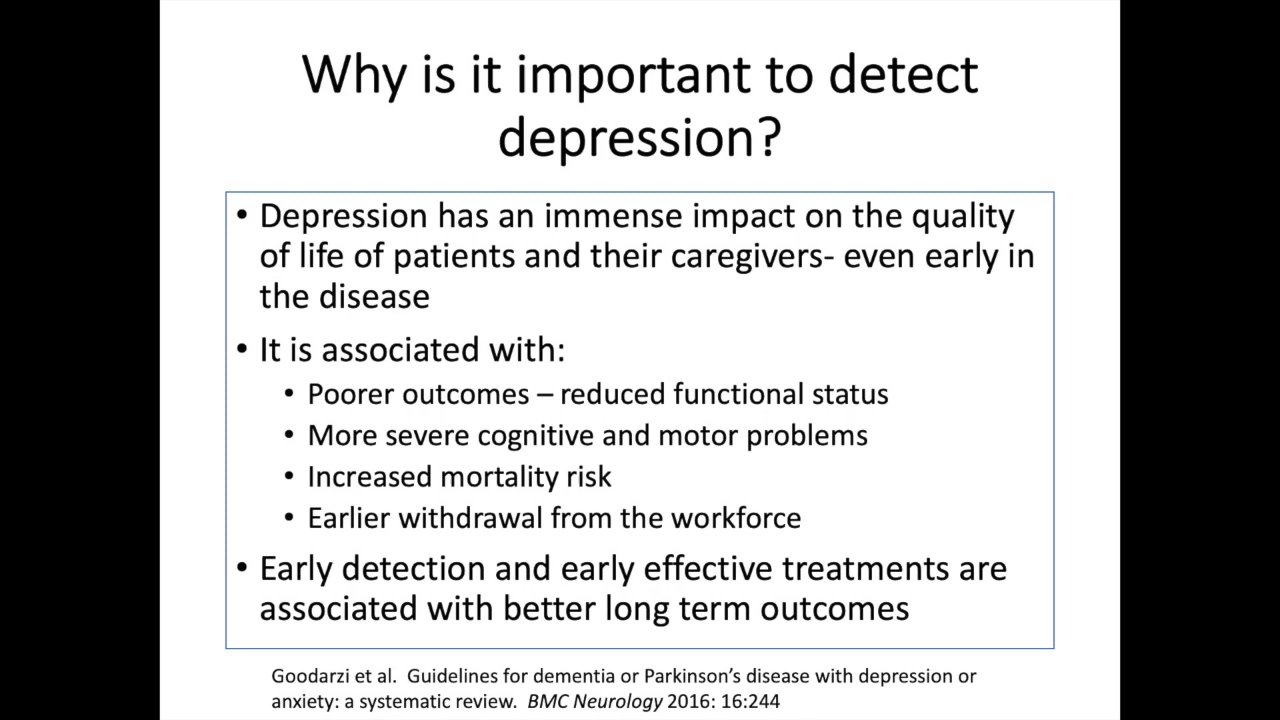 Why is it important to detect
depression?
• Depression has an immense impact on the quality
of life of patients and their caregivers- even early in
the disease
• It is associated with:
• Poorer outcomes – reduced functional status
• More severe cognitive and motor problems
• Increased mortality risk
• Earlier withdrawal from the workforce
• Early detection and early effective treatments are
associated with better long term outcomes
Goodarzi et al.  Guidelines for dementia or Parkinson’s disease with depression or
anxiety: a systematic review.  BMC Neurology 2016: 16:244